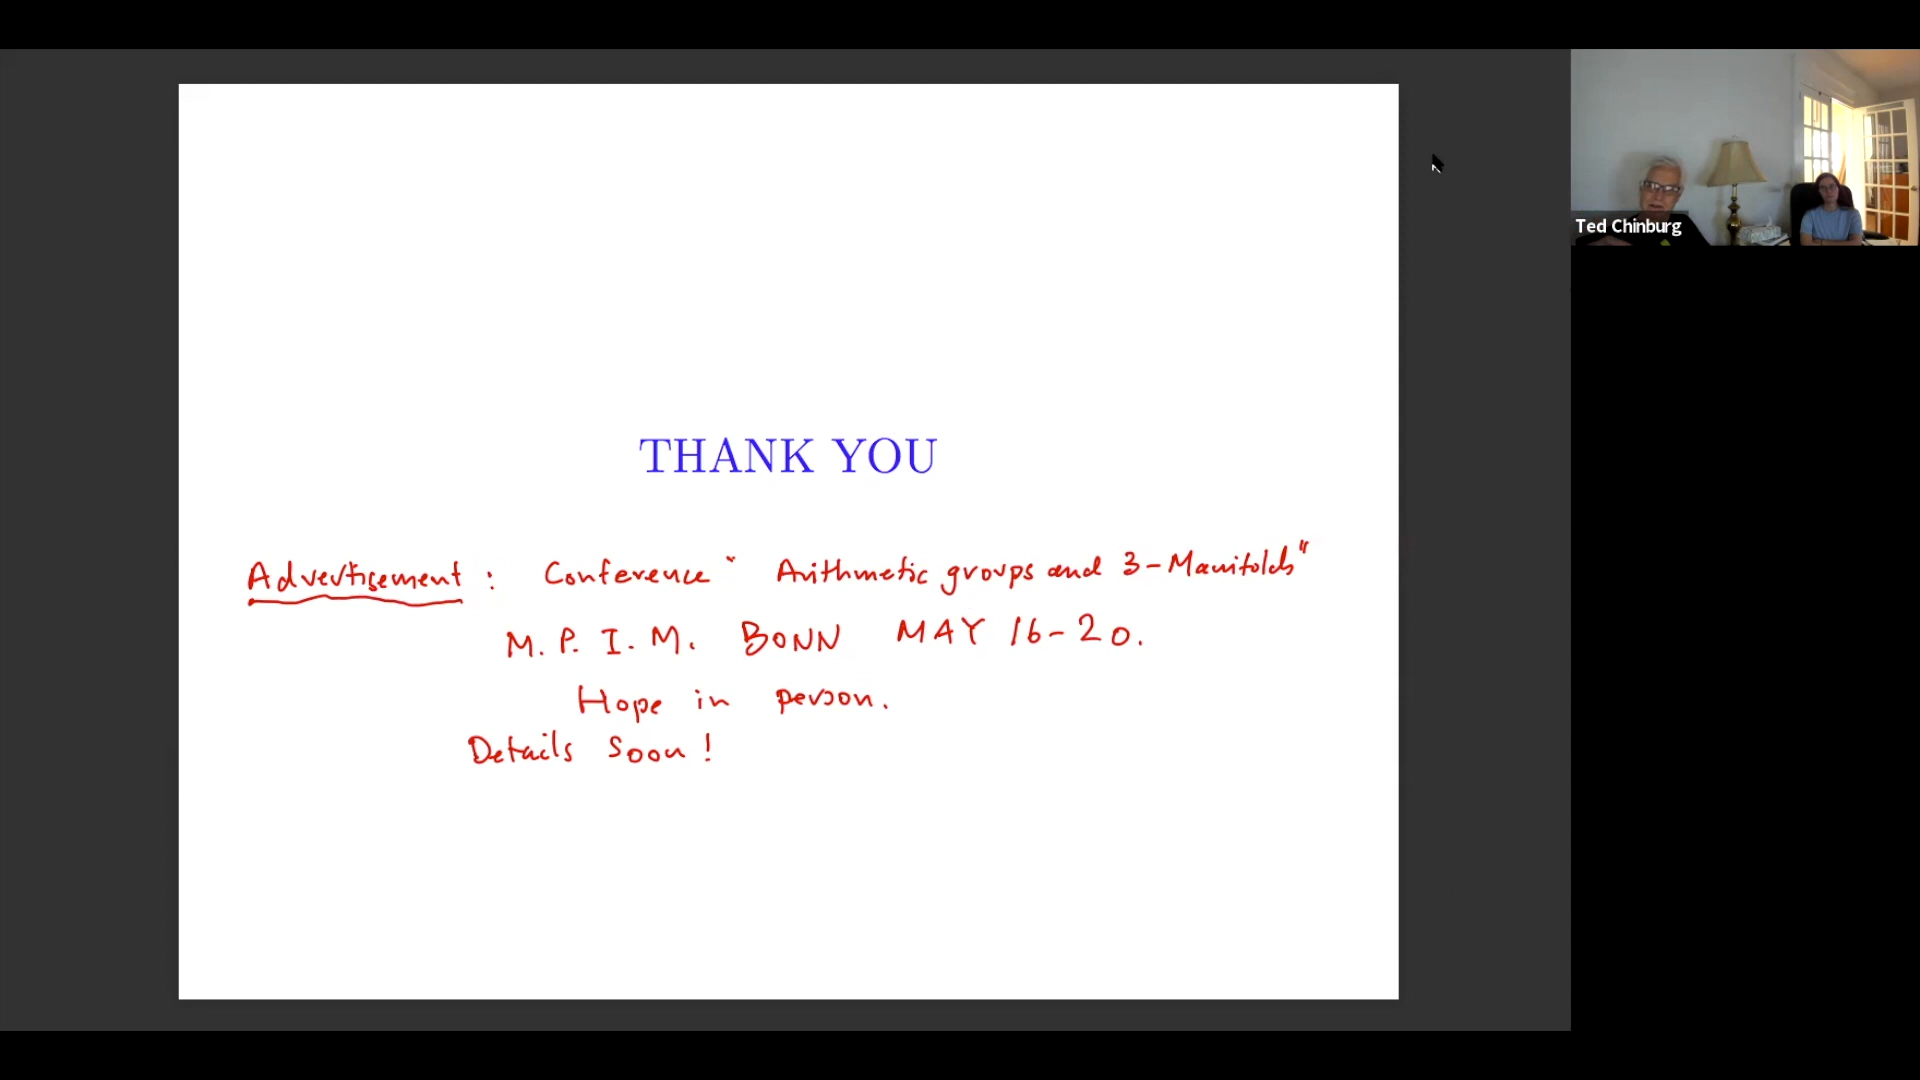 Ted Chinburg
THANK YOU
Advertisement : Conference " Arithmetic groups and 3-Manifolds"
M. P. I. M. BONN MAY 16-20.
Hope in person.
Details soon!